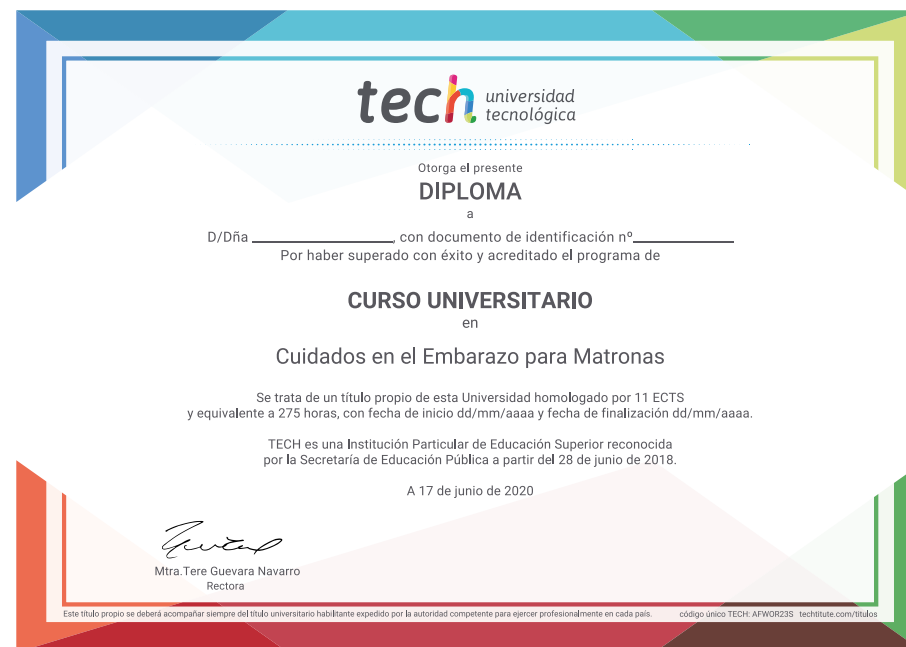 tech universidad
tecnológica
Otorga el presente
DIPLOMA
a
D/Dña ____________________, con documento de identificación nº______________
Por haber superado con éxito y acreditado el programa de
CURSO UNIVERSITARIO
en
Cuidados en el Embarazo para Matronas
Se trata de un título propio de esta Universidad homologado por 11 ECTS
y equivalente a 275 horas, con fecha de inicio dd/mm/aaaa y fecha de finalización dd/mm/aaaa.
TECH es una Institución Particular de Educación Superior reconocida
por la Secretaría de Educación Pública a partir del 28 de junio de 2018.
A 17 de junio de 2020
Mtra.Tere Guevara Navarro
Rectora
Este título propio se deberá acompañar siempre del título universitario habilitante expedido por la autoridad competente para ejercer profesionalmente en cada país. código único TECH: AFWOR23S techtitute.com/titulos